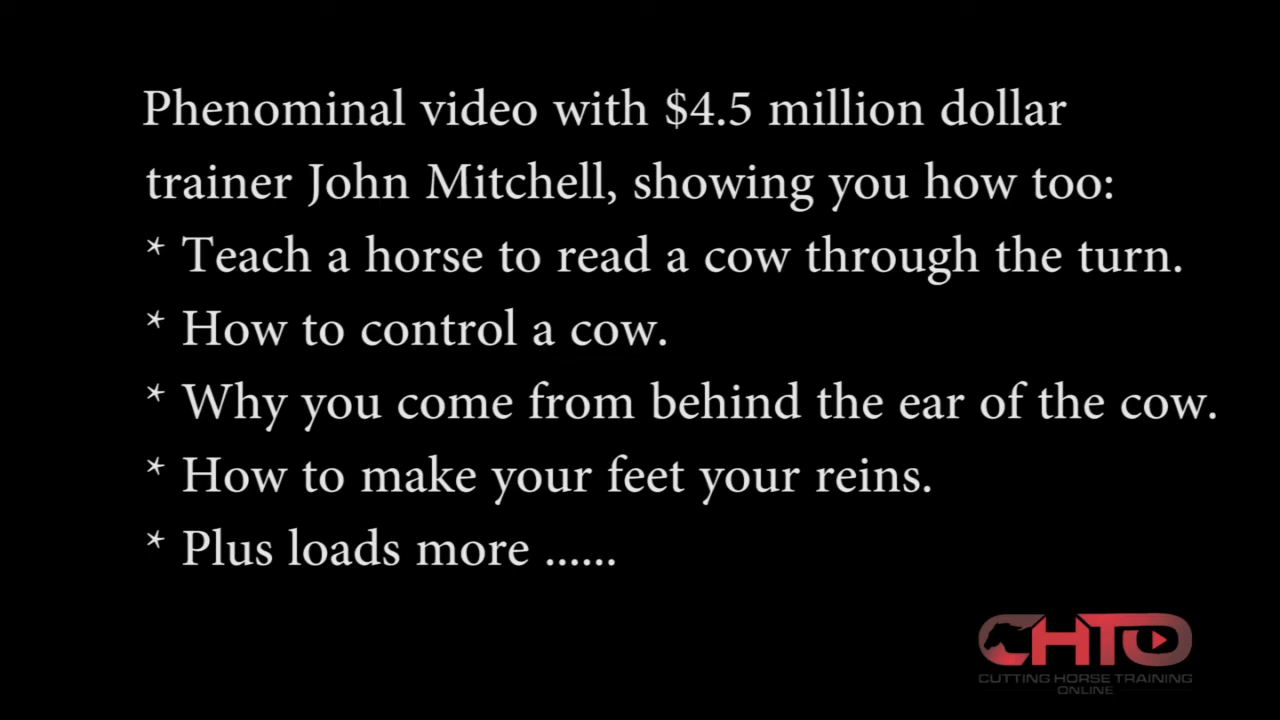 Phenominal video with $4.5 million dollar
trainer John Mitchell, showing you how too:
* Teach a horse to read a cow through the turn.
* How to control a cow.
* Why you come from behind the ear of the cow.
* How to make your feet your reins.
* Plus loads more ......
CHTO
CUTTING HORSE TRAINING
ONLINE